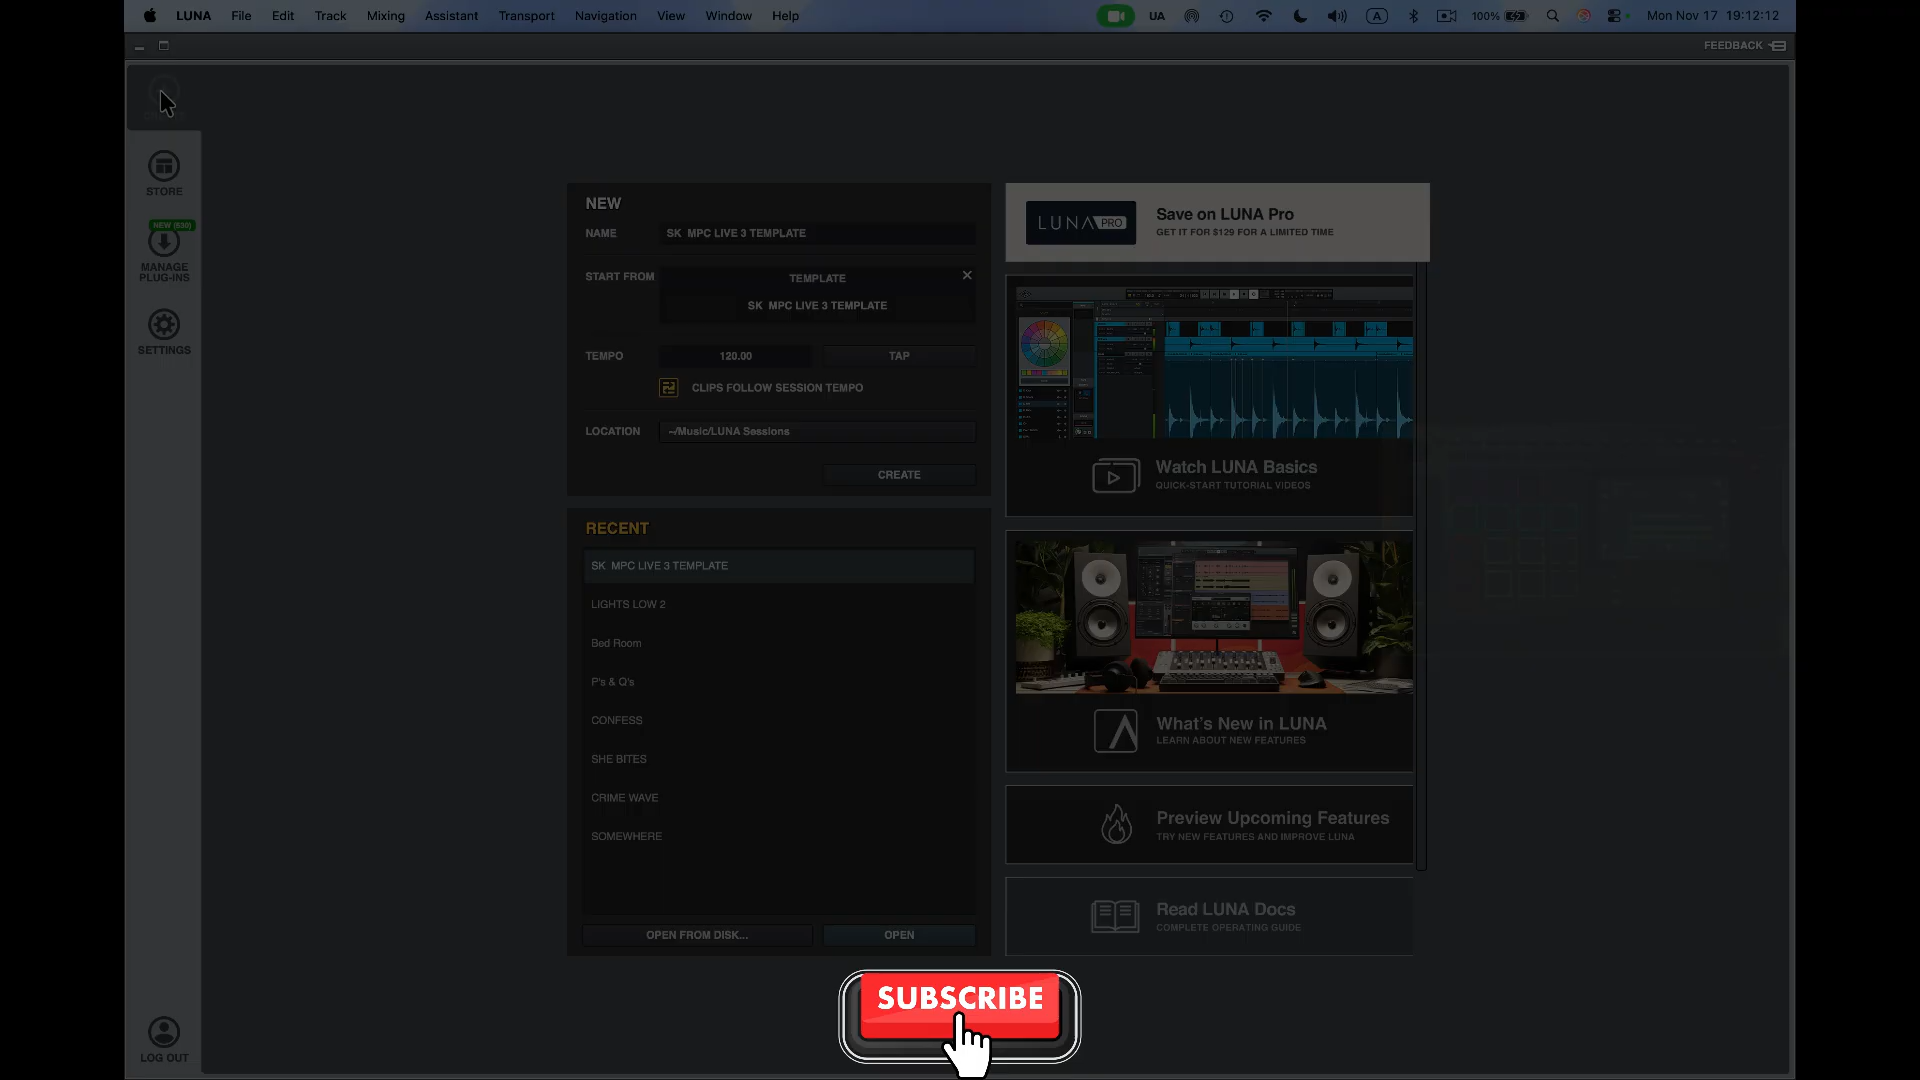 LUNA File Edit Track Mixing Assistant Transport Navigation View Window Help UA A 100% Mon Nov 17 19:12:12
FEEDBACK
STORE
NEW (630)
MANAGE
PLUG-INS
SETTINGS
LOG OUT
NEW
NAME SK MPC LIVE 3 TEMPLATE
START FROM TEMPLATE
SK MPC LIVE 3 TEMPLATE
TEMPO 120.00 TAP
CLIPS FOLLOW SESSION TEMPO
LOCATION ~/Music/LUNA Sessions
CREATE
RECENT
SK MPC LIVE 3 TEMPLATE
LIGHTS LOW 2
Bed Room
P's & Q's
CONFESS
SHE BITES
CRIME WAVE
SOMEWHERE
OPEN FROM DISK... OPEN
LUNA PRO
Save on LUNA Pro
GET IT FOR $129 FOR A LIMITED TIME
Watch LUNA Basics
QUICK-START TUTORIAL VIDEOS
What's New in LUNA
LEARN ABOUT NEW FEATURES
Preview Upcoming Features
TRY NEW FEATURES AND IMPROVE LUNA
Read LUNA Docs
COMPLETE OPERATING GUIDE
SUBSCRIBE